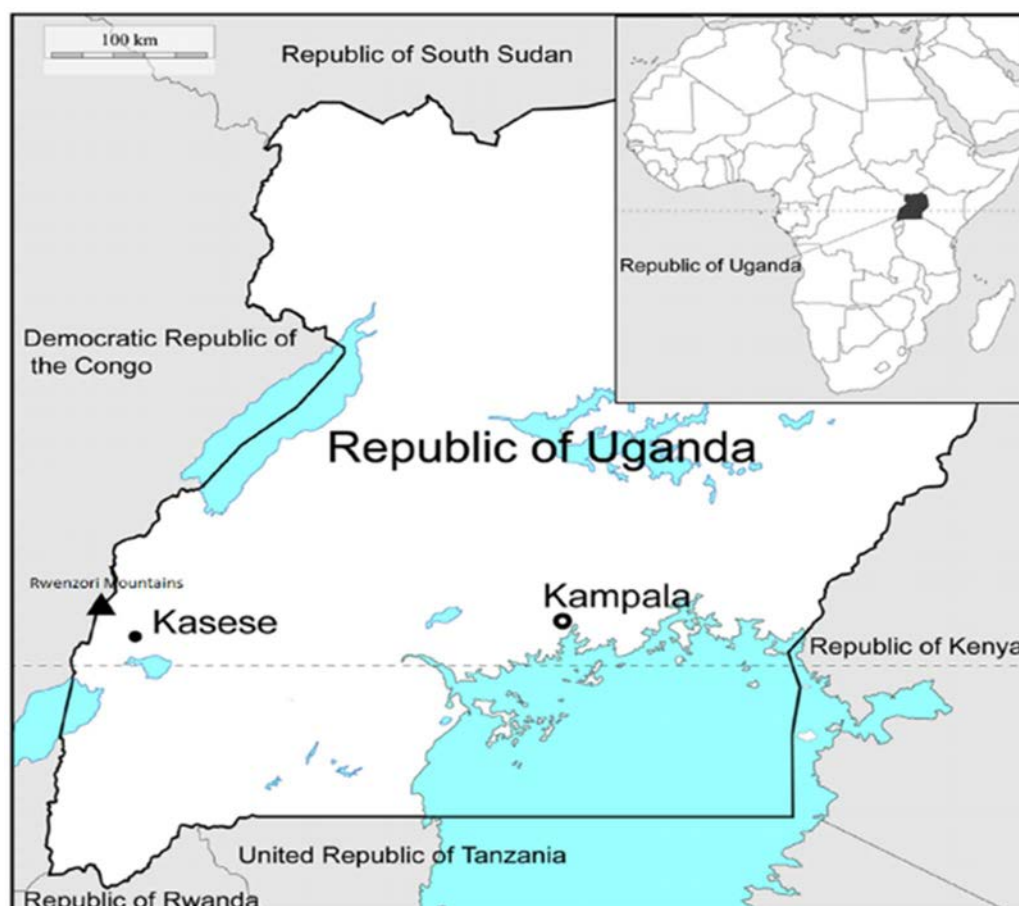 100 km
Republic of South Sudan
Republic of Uganda
Democratic Republic of
the Congo
Republic of Uganda
Rwenzori Mountains
Kasese
Kampala
Republic of Kenya
United Republic of Tanzania
Republic of Rwanda